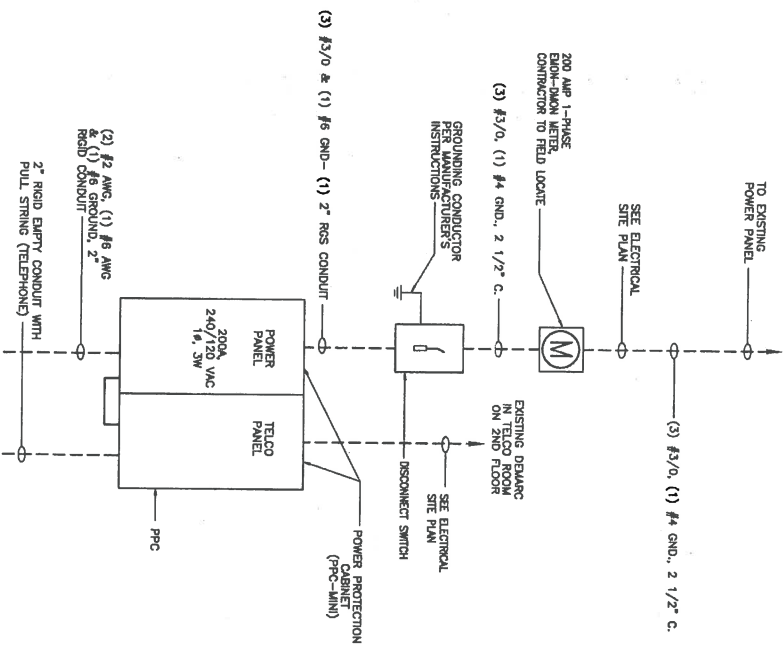 TO EXISTING
POWER PANEL
(3) #3/0, (1) #4 GND., 2 1/2" C.
SEE ELECTRICAL
SITE PLAN
200 AMP 1-PHASE
EMON-DMON METER,
CONTRACTOR TO FIELD LOCATE
M
(3) #3/0, (1) #4 GND., 2 1/2" C.
GROUNDING CONDUCTOR
PER MANUFACTURER'S
INSTRUCTIONS
DISCONNECT SWITCH
EXISTING DEMARC
IN TELCO ROOM
ON 2ND FLOOR
SEE ELECTRICAL
SITE PLAN
(3) #3/0 & (1) #6 GND- (1) 2" RGS CONDUIT
POWER PROTECTION
CABINET
(PPC-MINI)
POWER
PANEL
200A,
240/120 VAC
1ø, 3W
TELCO
PANEL
PPC
(2) #2 AWG, (1) #6 AWG
& (1) #6 GROUND, 2"
RIGID CONDUIT
2" RIGID EMPTY CONDUIT WITH
PULL STRING (TELEPHONE)